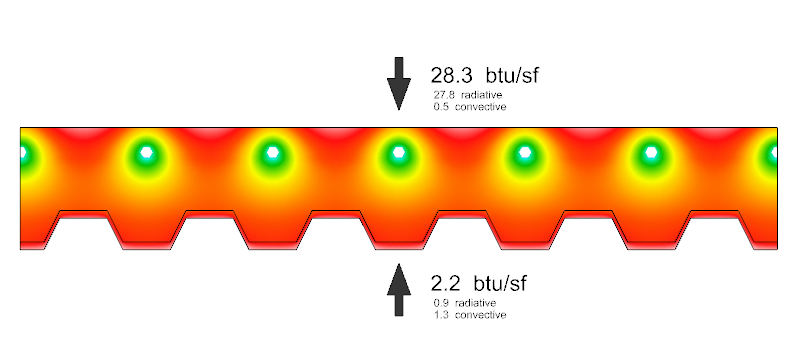 28.3 btu/sf
27.8 radiative
0.5 convective
2.2 btu/sf
0.9 radiative
1.3 convective